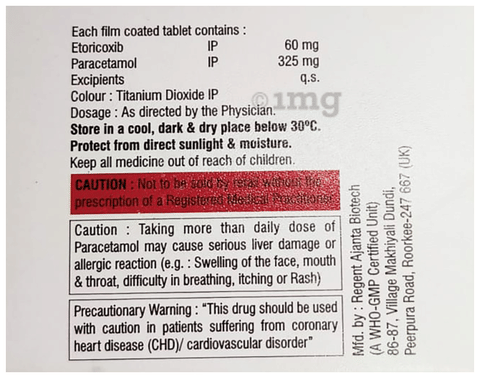 Each film coated tablet contains :
Etoricoxib IP 60 mg
Paracetamol IP 325 mg
Excipients q.s.
Colour : Titanium Dioxide IP
Dosage : As directed by the Physician.
Store in a cool, dark & dry place below 30ºC.
Protect from direct sunlight & moisture.
Keep all medicine out of reach of children.
CAUTION : Not to be sold by retail without the
prescription of a Registered Medical Practitioner
Caution : Taking more than daily dose of
Paracetamol may cause serious liver damage or
allergic reaction (e.g. : Swelling of the face, mouth
& throat, difficulty in breathing, itching or Rash)
Precautionary Warning : "This drug should be used
with caution in patients suffering from coronary
heart disease (CHD)/ cardiovascular disorder"
Mfd. by : Regent Ajanta Biotech
(A WHO-GMP Certified Unit)
86-87, Village Makhiyali Dundi,
Peerpura Road, Roorkee-247 667 (UK)
1mg